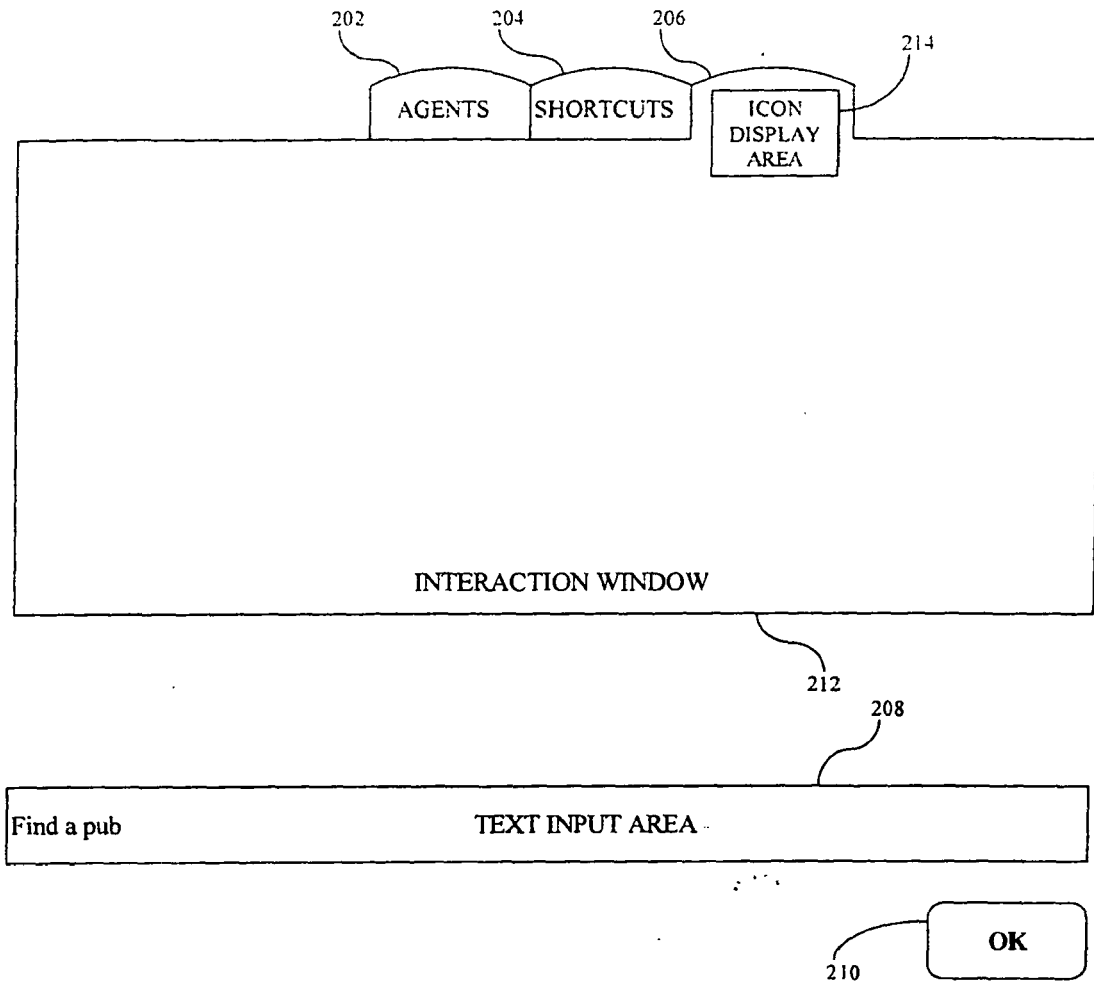 202
204
206
214
AGENTS
SHORTCUTS
ICON
DISPLAY
AREA
INTERACTION WINDOW
212
208
Find a pub
TEXT INPUT AREA
OK
210